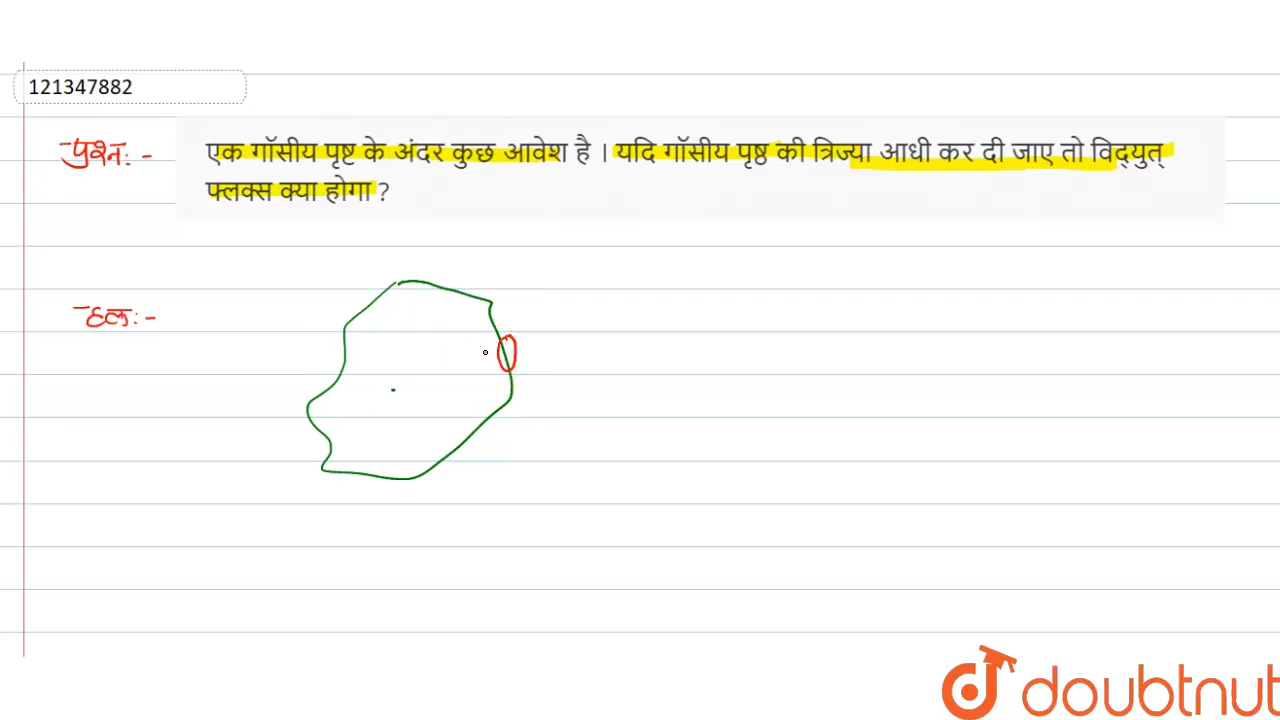 121347882
प्रश्न: -
एक गॉसीय पृष्ट के अंदर कुछ आवेश है । यदि गॉसीय पृष्ठ की त्रिज्या आधी कर दी जाए तो विद्युत्
फ्लक्स क्या होगा ?
हल: -
doubtnut